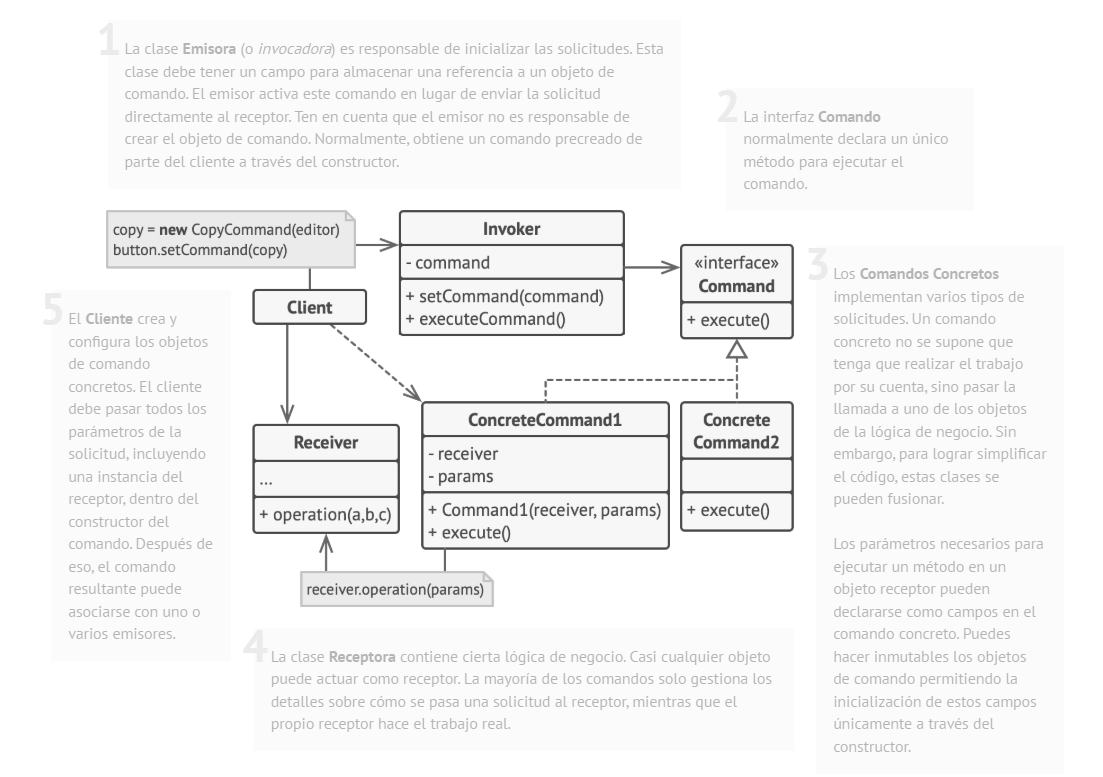 1
La clase Emisora (o invocadora) es responsable de inicializar las solicitudes. Esta
clase debe tener un campo para almacenar una referencia a un objeto de
comando. El emisor activa este comando en lugar de enviar la solicitud
directamente al receptor. Ten en cuenta que el emisor no es responsable de
crear el objeto de comando. Normalmente, obtiene un comando precreado de
parte del cliente a través del constructor.
2
La interfaz Comando
normalmente declara un único
método para ejecutar el
comando.
copy = new CopyCommand(editor)
button.setCommand(copy)
Invoker
- command
+ setCommand(command)
+ executeCommand()
«interface»
Command
+ execute()
3
Los Comandos Concretos
implementan varios tipos de
solicitudes. Un comando
concreto no se supone que
tenga que realizar el trabajo
por su cuenta, sino pasar la
llamada a uno de los objetos
de la lógica de negocio. Sin
embargo, para lograr simplificar
el código, estas clases se
pueden fusionar.
Los parámetros necesarios para
ejecutar un método en un
objeto receptor pueden
declararse como campos en el
comando concreto. Puedes
hacer inmutables los objetos
de comando permitiendo la
inicialización de estos campos
únicamente a través del
constructor.
5
El Cliente crea y
configura los objetos
de comando
concretos. El cliente
debe pasar todos los
parámetros de la
solicitud, incluyendo
una instancia del
receptor, dentro del
constructor del
comando. Después de
eso, el comando
resultante puede
asociarse con uno o
varios emisores.
Client
Receiver
...
+ operation(a,b,c)
ConcreteCommand1
- receiver
- params
+ Command1(receiver, params)
+ execute()
Concrete
Command2
+ execute()
receiver.operation(params)
4
La clase Receptora contiene cierta lógica de negocio. Casi cualquier objeto
puede actuar como receptor. La mayoría de los comandos solo gestiona los
detalles sobre cómo se pasa una solicitud al receptor, mientras que el
propio receptor hace el trabajo real.